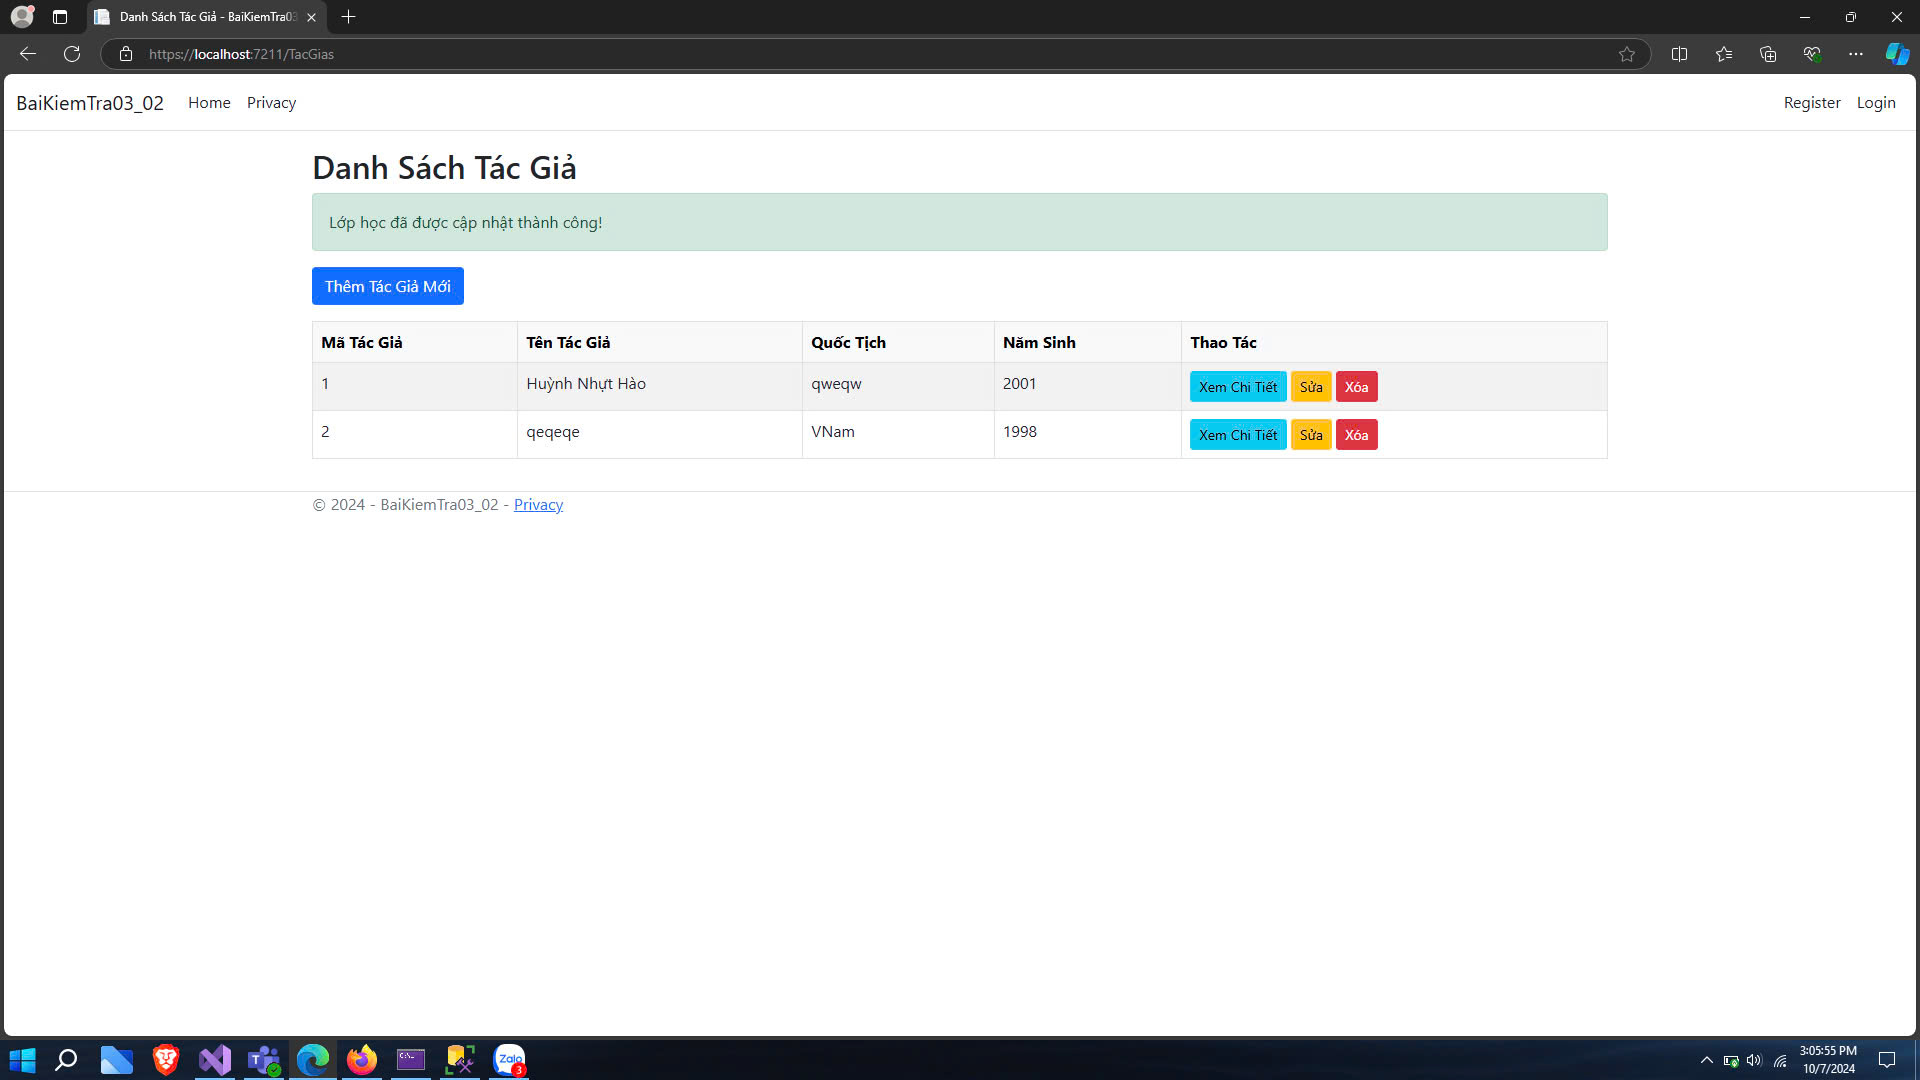 Danh Sách Tác Giả - BaiKiemTra03
https://localhost:7211/TacGias
BaiKiemTra03_02 Home Privacy Register Login
Danh Sách Tác Giả
Lớp học đã được cập nhật thành công!
Thêm Tác Giả Mới
Mã Tác Giả Tên Tác Giả Quốc Tịch Năm Sinh Thao Tác
1 Huỳnh Nhựt Hào qweqw 2001 Xem Chi Tiết Sửa Xóa
2 qeqeqe VNam 1998 Xem Chi Tiết Sửa Xóa
© 2024 - BaiKiemTra03_02 - Privacy
Zalo
3
3:05:55 PM
10/7/2024